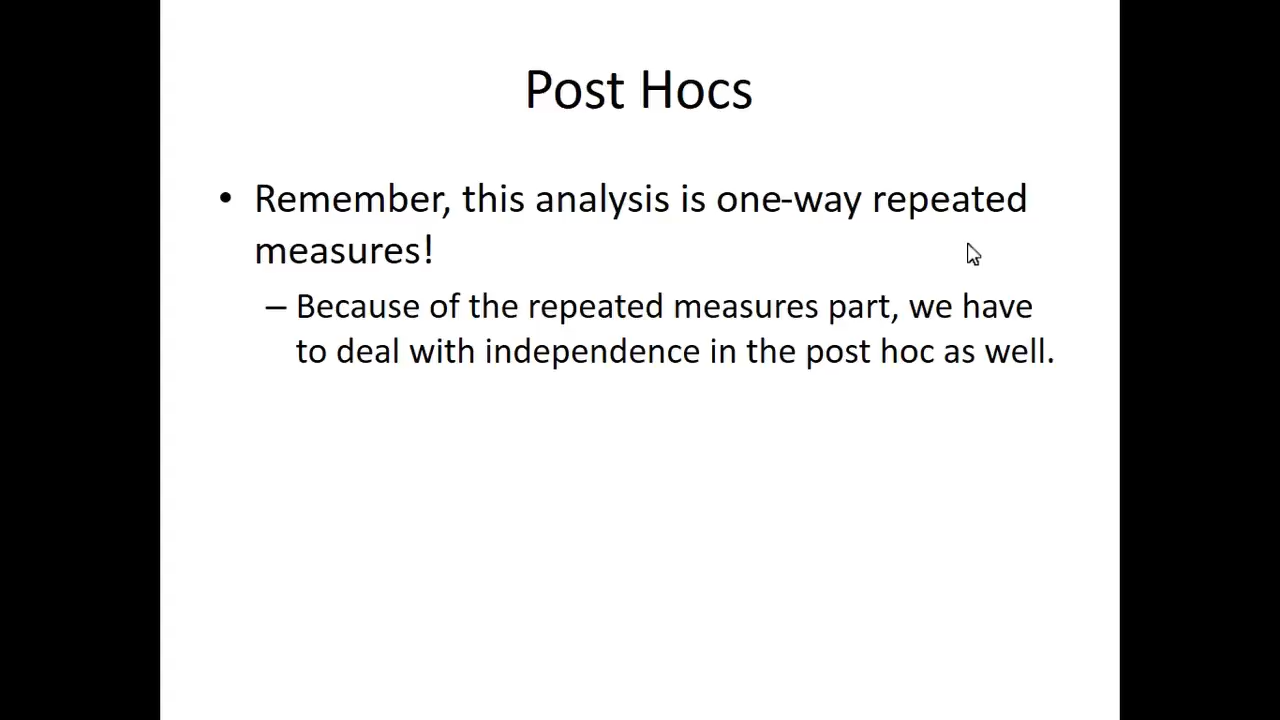 Post Hocs
• Remember, this analysis is one-way repeated
measures!
– Because of the repeated measures part, we have
to deal with independence in the post hoc as well.